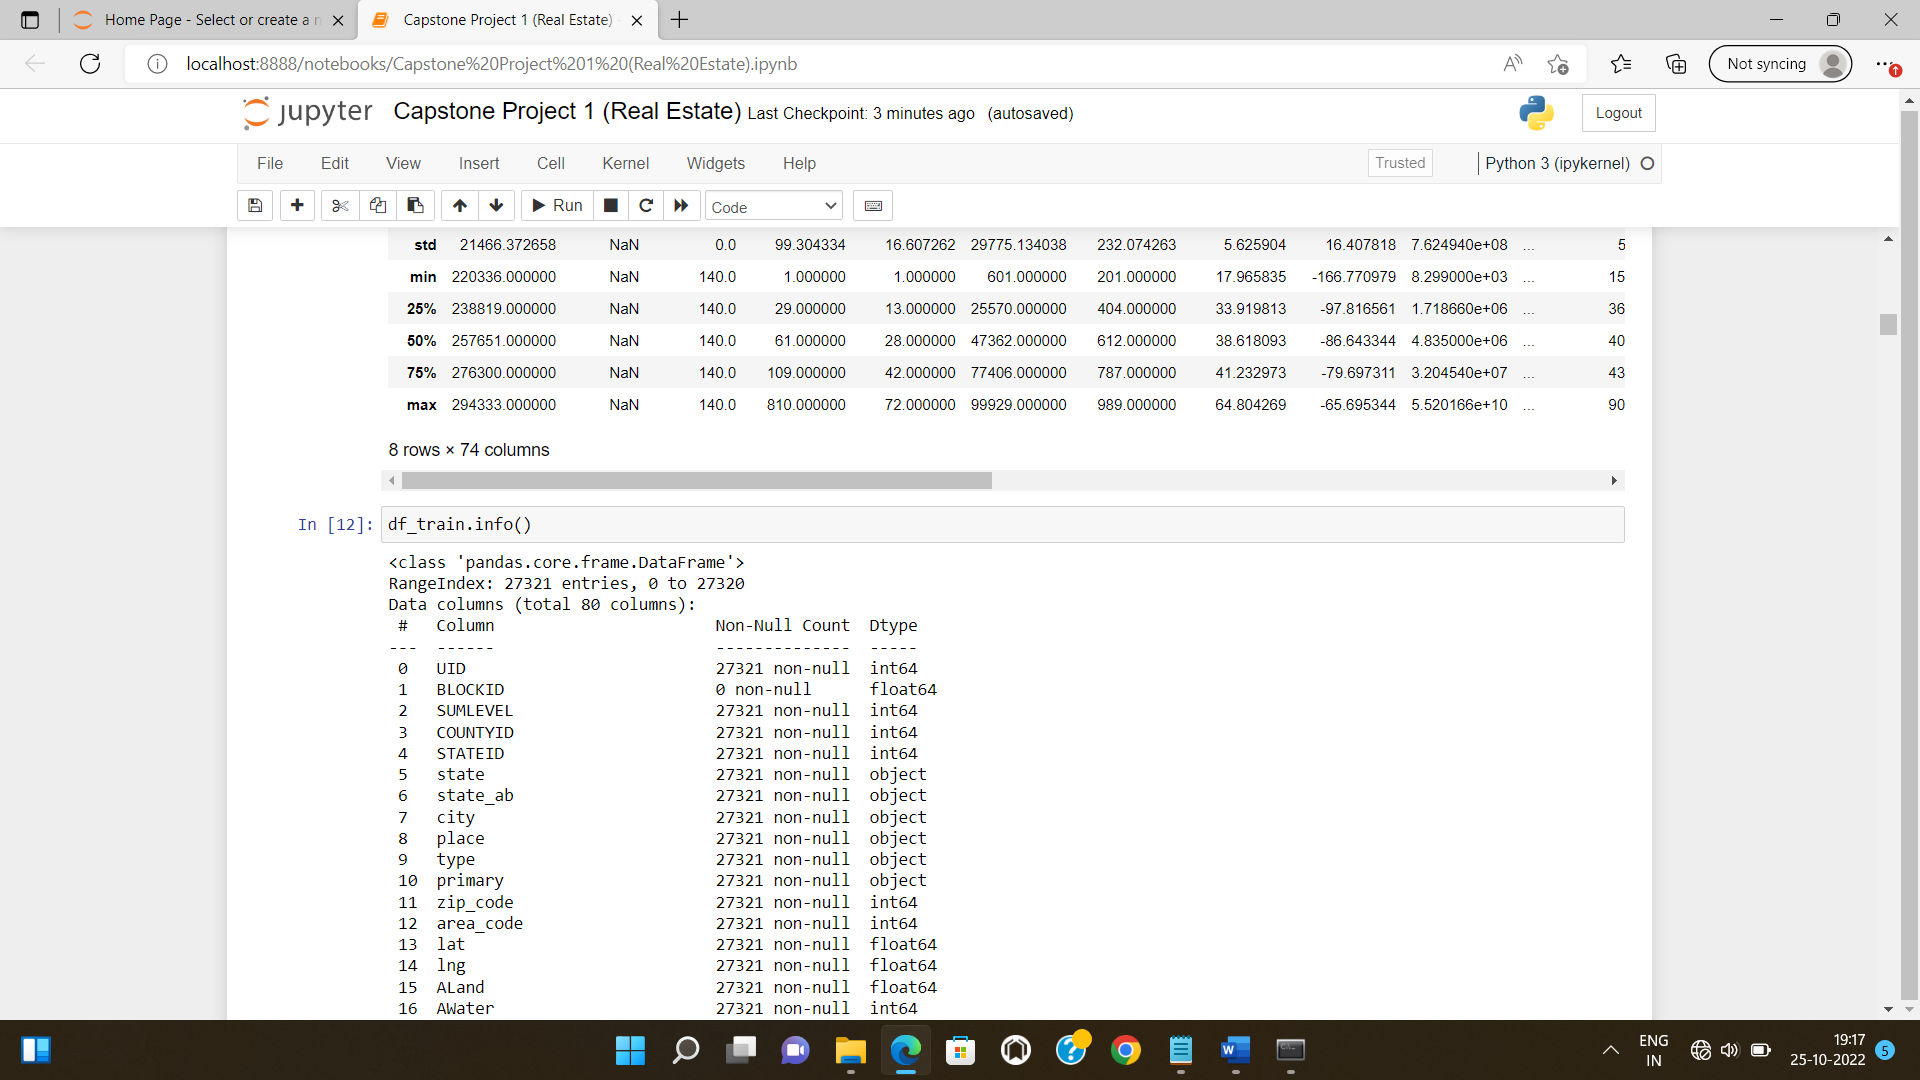 Home Page - Select or create a n
Capstone Project 1 (Real Estate)
localhost:8888/notebooks/Capstone%20Project%201%20(Real%20Estate).ipynb
Not syncing
jupyter Capstone Project 1 (Real Estate) Last Checkpoint: 3 minutes ago (autosaved)
Logout
File Edit View Insert Cell Kernel Widgets Help
Trusted
Python 3 (ipykernel)
Run
Code
std 21466.372658 NaN 0.0 99.304334 16.607262 29775.134038 232.074263 5.625904 16.407818 7.624940e+08 ... 5
min 220336.000000 NaN 140.0 1.000000 1.000000 601.000000 201.000000 17.965835 -166.770979 8.299000e+03 ... 15
25% 238819.000000 NaN 140.0 29.000000 13.000000 25570.000000 404.000000 33.919813 -97.816561 1.718660e+06 ... 36
50% 257651.000000 NaN 140.0 61.000000 28.000000 47362.000000 612.000000 38.618093 -86.643344 4.835000e+06 ... 40
75% 276300.000000 NaN 140.0 109.000000 42.000000 77406.000000 787.000000 41.232973 -79.697311 3.204540e+07 ... 43
max 294333.000000 NaN 140.0 810.000000 72.000000 99929.000000 989.000000 64.804269 -65.695344 5.520166e+10 ... 90
8 rows × 74 columns
In [12]: df_train.info()
<class 'pandas.core.frame.DataFrame'>
RangeIndex: 27321 entries, 0 to 27320
Data columns (total 80 columns):
# Column Non-Null Count Dtype
--- ------ -------------- -----
0 UID 27321 non-null int64
1 BLOCKID 0 non-null float64
2 SUMLEVEL 27321 non-null int64
3 COUNTYID 27321 non-null int64
4 STATEID 27321 non-null int64
5 state 27321 non-null object
6 state_ab 27321 non-null object
7 city 27321 non-null object
8 place 27321 non-null object
9 type 27321 non-null object
10 primary 27321 non-null object
11 zip_code 27321 non-null int64
12 area_code 27321 non-null int64
13 lat 27321 non-null float64
14 lng 27321 non-null float64
15 ALand 27321 non-null float64
16 AWater 27321 non-null int64
ENG
IN
19:17
25-10-2022
5